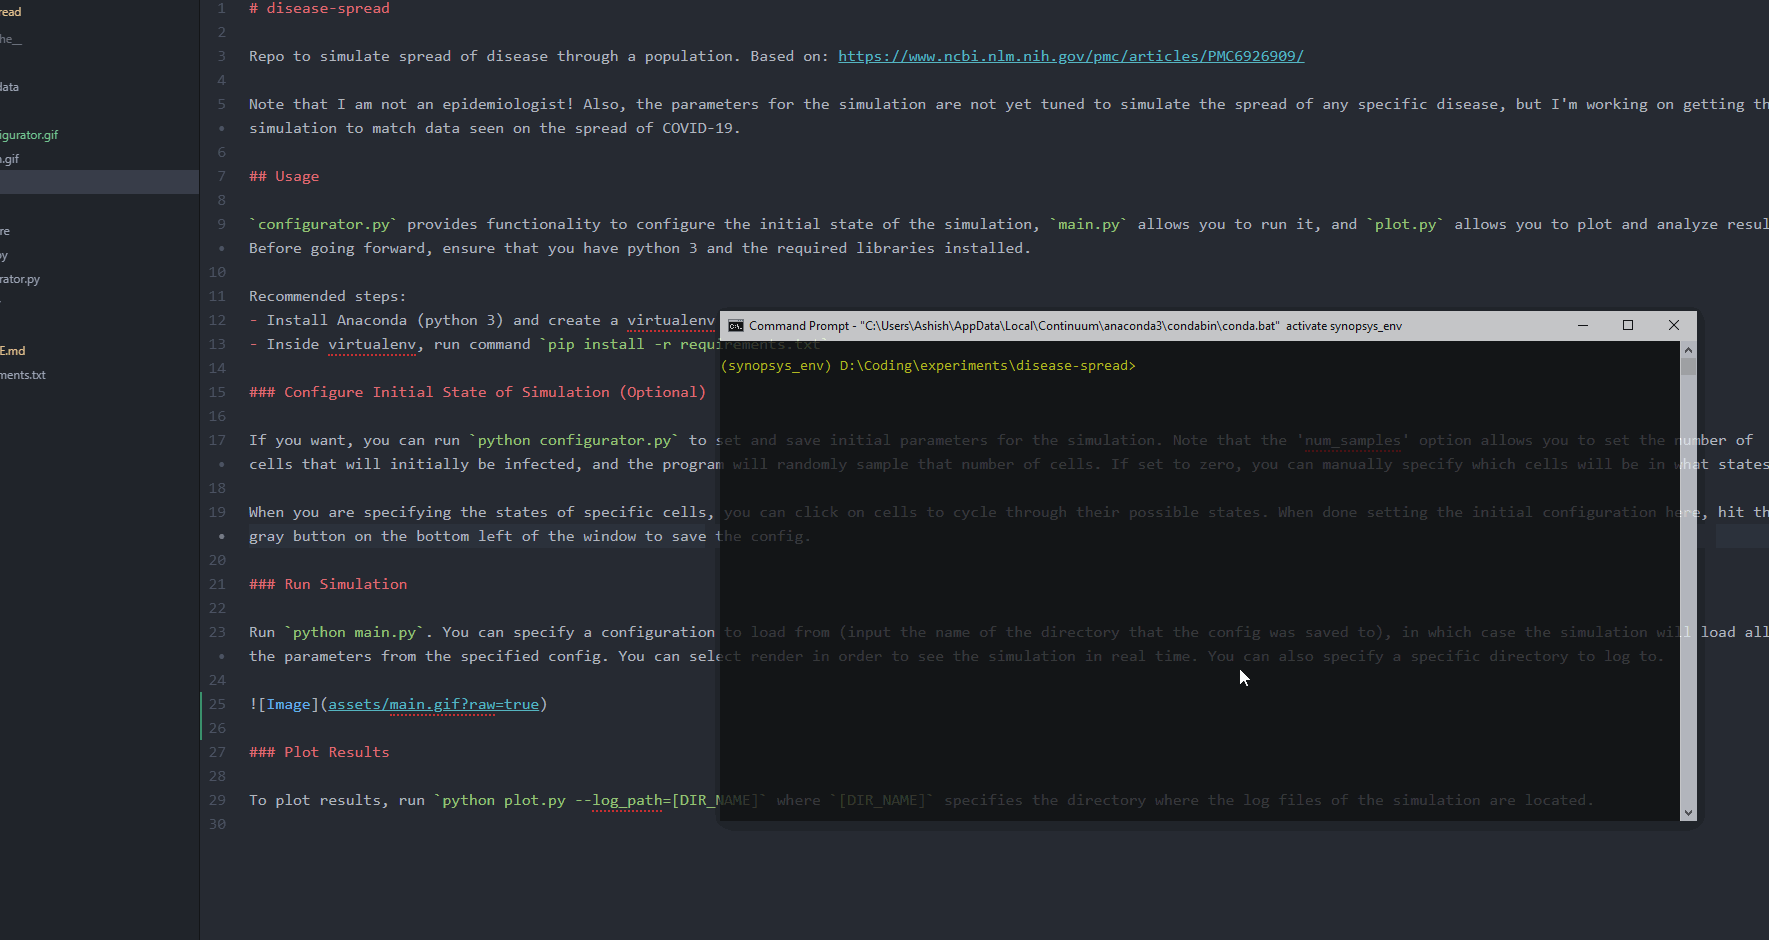 read
he__
data
igurator.gif
.gif
re
py
rator.py
E.md
ments.txt
1 # disease-spread
2
3 Repo to simulate spread of disease through a population. Based on: https://www.ncbi.nlm.nih.gov/pmc/articles/PMC6926909/
4
5 Note that I am not an epidemiologist! Also, the parameters for the simulation are not yet tuned to simulate the spread of any specific disease, but I'm working on getting th
• simulation to match data seen on the spread of COVID-19.
6
7 ## Usage
8
9 `configurator.py` provides functionality to configure the initial state of the simulation, `main.py` allows you to run it, and `plot.py` allows you to plot and analyze resul
• Before going forward, ensure that you have python 3 and the required libraries installed.
10
11 Recommended steps:
12 - Install Anaconda (python 3) and create a virtualenv
13 - Inside virtualenv, run command `pip install -r requirements.txt`
14
15 ### Configure Initial State of Simulation (Optional)
16
17 If you want, you can run `python configurator.py` to set and save initial parameters for the simulation. Note that the 'num_samples' option allows you to set the number of
• cells that will initially be infected, and the program will randomly sample that number of cells. If set to zero, you can manually specify which cells will be in what states
18
19 When you are specifying the states of specific cells, you can click on cells to cycle through their possible states. When done setting the initial configuration here, hit th
• gray button on the bottom left of the window to save the config.
20
21 ### Run Simulation
22
23 Run `python main.py`. You can specify a configuration to load from (input the name of the directory that the config was saved to), in which case the simulation will load all
• the parameters from the specified config. You can select render in order to see the simulation in real time. You can also specify a specific directory to log to.
24
25 ![Image](assets/main.gif?raw=true)
26
27 ### Plot Results
28
29 To plot results, run `python plot.py --log_path=[DIR_NAME]` where `[DIR_NAME]` specifies the directory where the log files of the simulation are located.
30
Command Prompt - "C:\Users\Ashish\AppData\Local\Continuum\anaconda3\condabin\conda.bat" activate synopsys_env
(synopsys_env) D:\Coding\experiments\disease-spread>